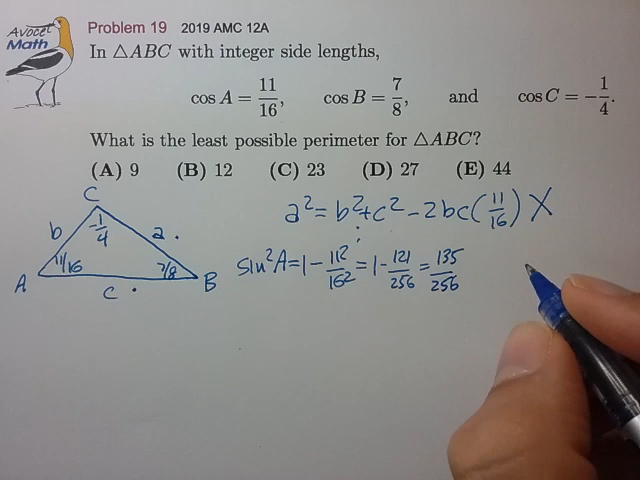 Avocet
Math
Problem 19 2019 AMC 12A
In △ABC with integer side lengths,
cos A = 11/16, cos B = 7/8, and cos C = −1/4.
What is the least possible perimeter for △ABC?
(A) 9 (B) 12 (C) 23 (D) 27 (E) 44
C
a² = b² + c² − 2bc(11/16) X
b −1/4 a .
sin²A = 1 − 11²/16² = 1 − 121/256 = 135/256
A 11/16 7/8 B
c .